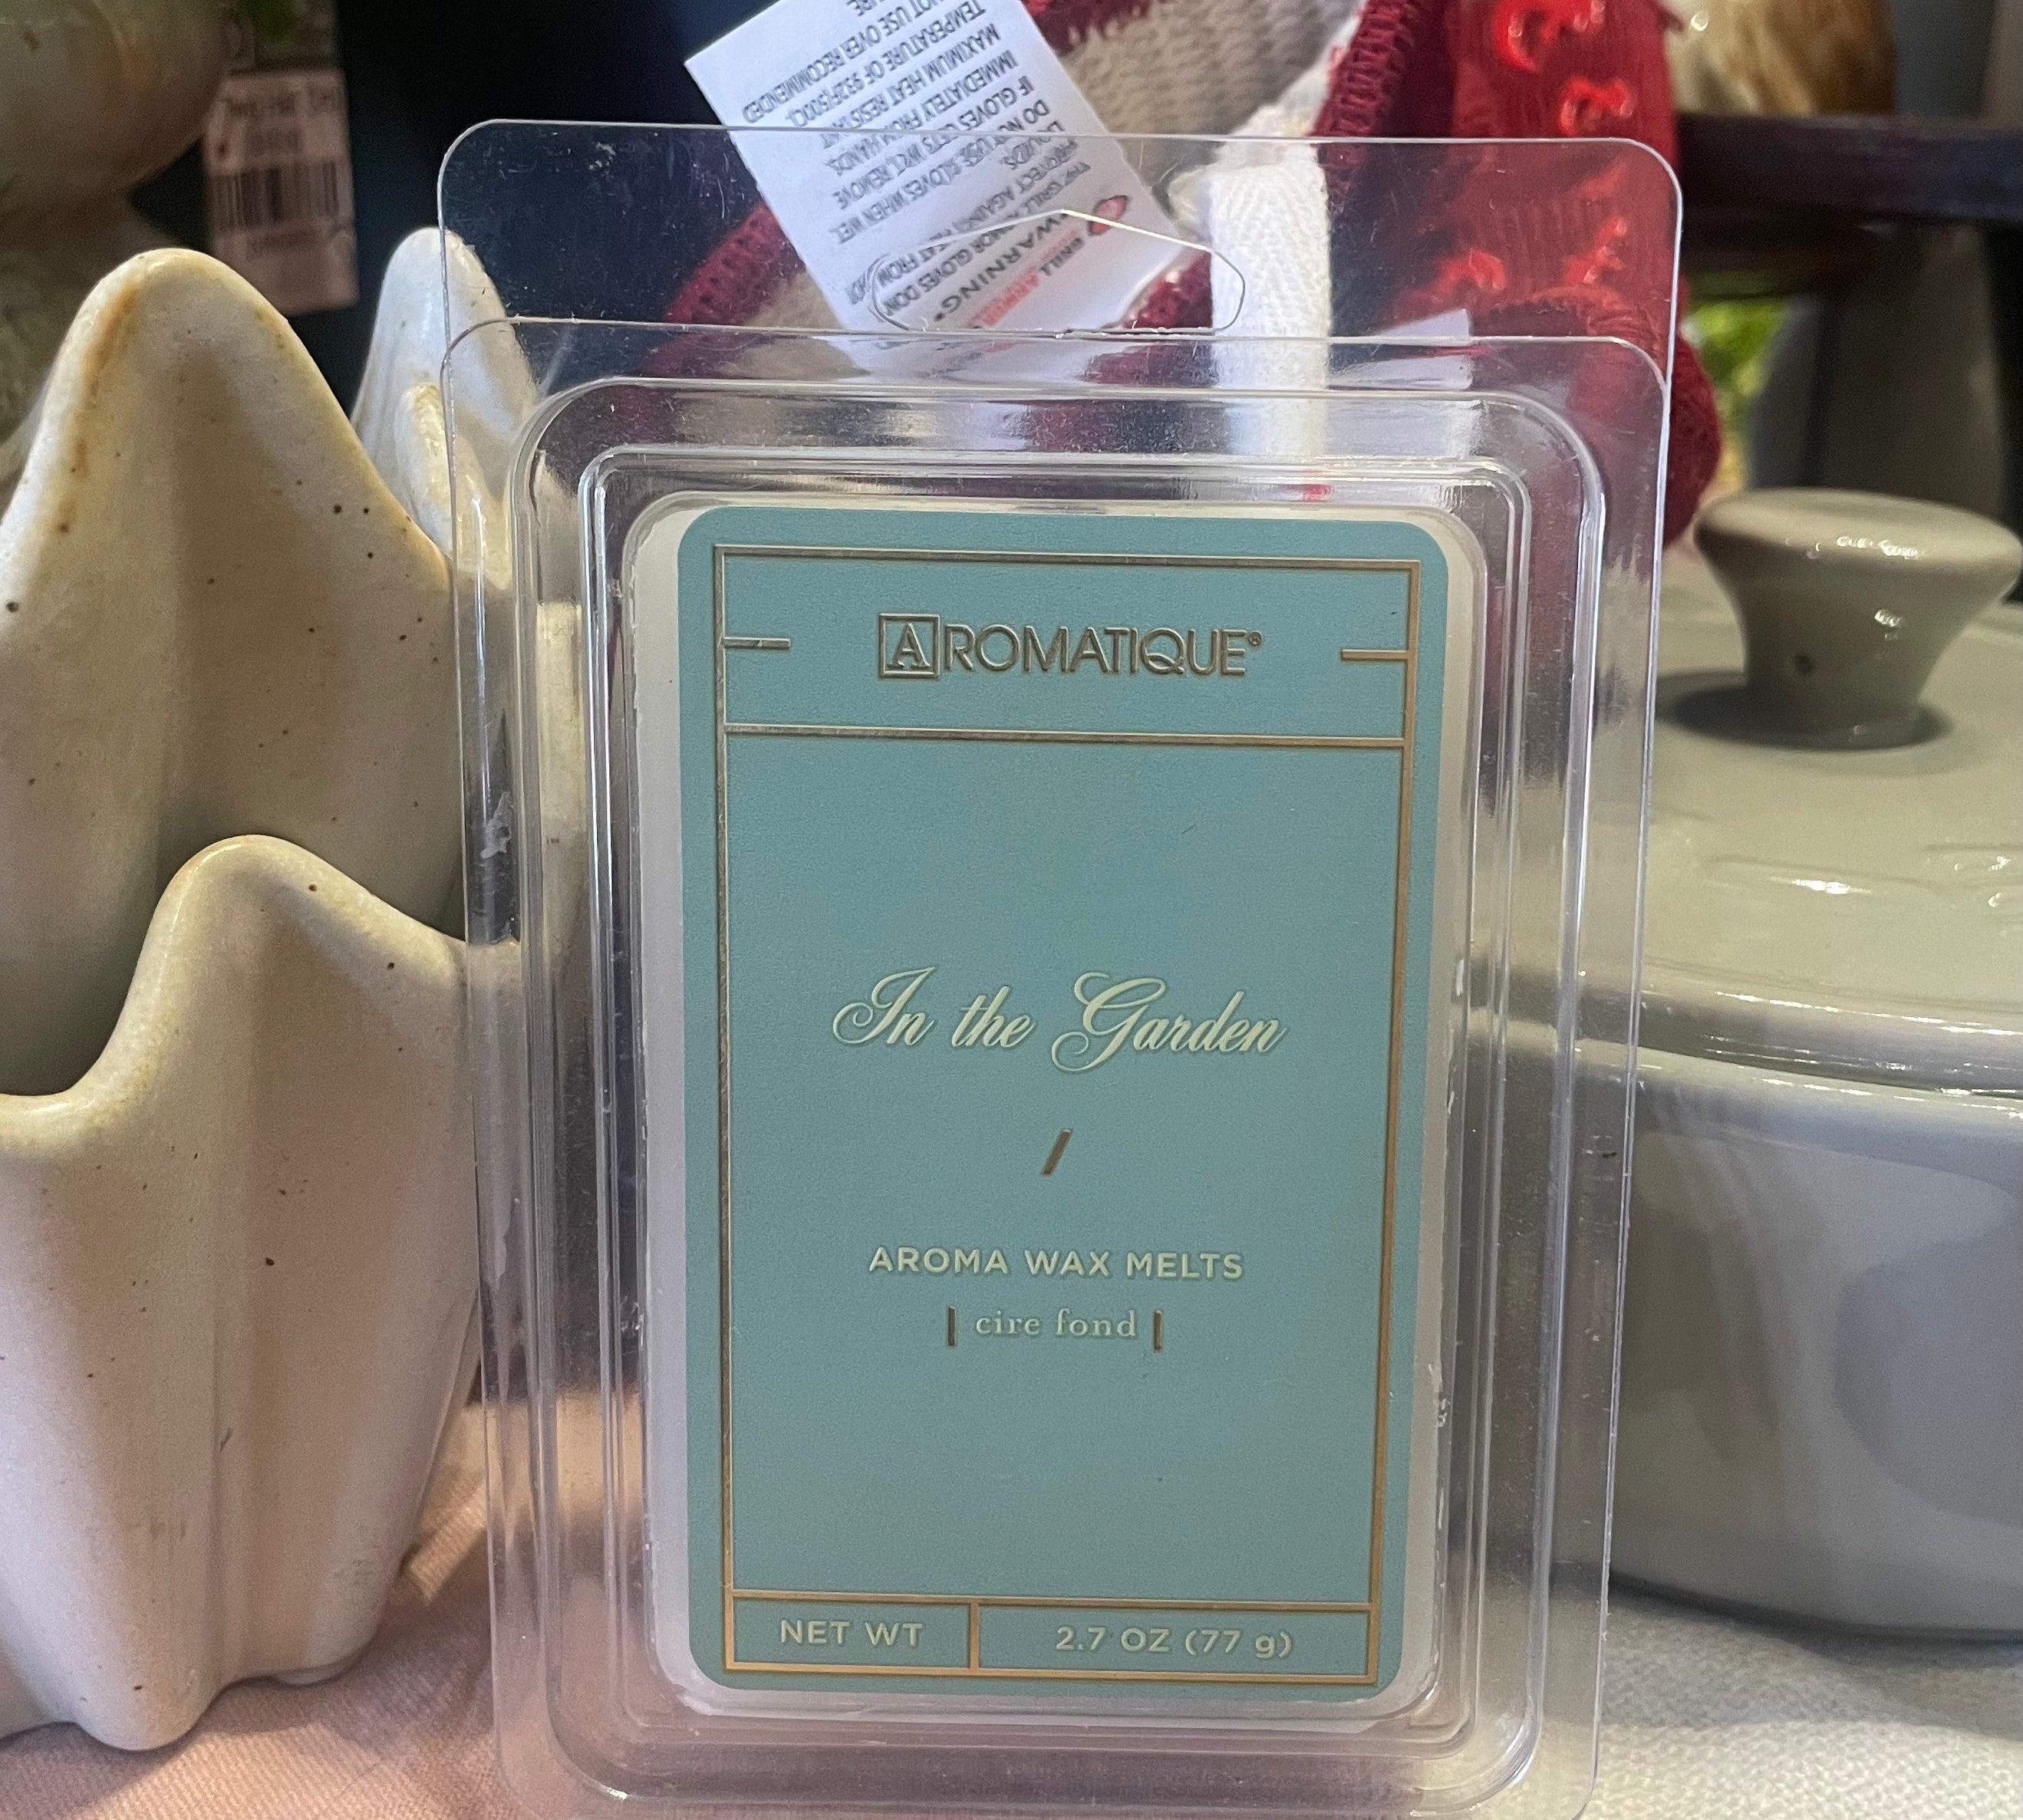 AROMATIQUE®
In the Garden
/
AROMA WAX MELTS
| cire fond |
NET WT
2.7 OZ (77 g)
WARNING
DO NOT USE GLOVES WHEN WET.
IF GLOVES GETS WET, REMOVE
IMMEDIATELY FROM HANDS.
MAXIMUM HEAT RESISTANT
TEMPERATURE OF 932F(500C).
NOT USE OVER RECOMMENDED